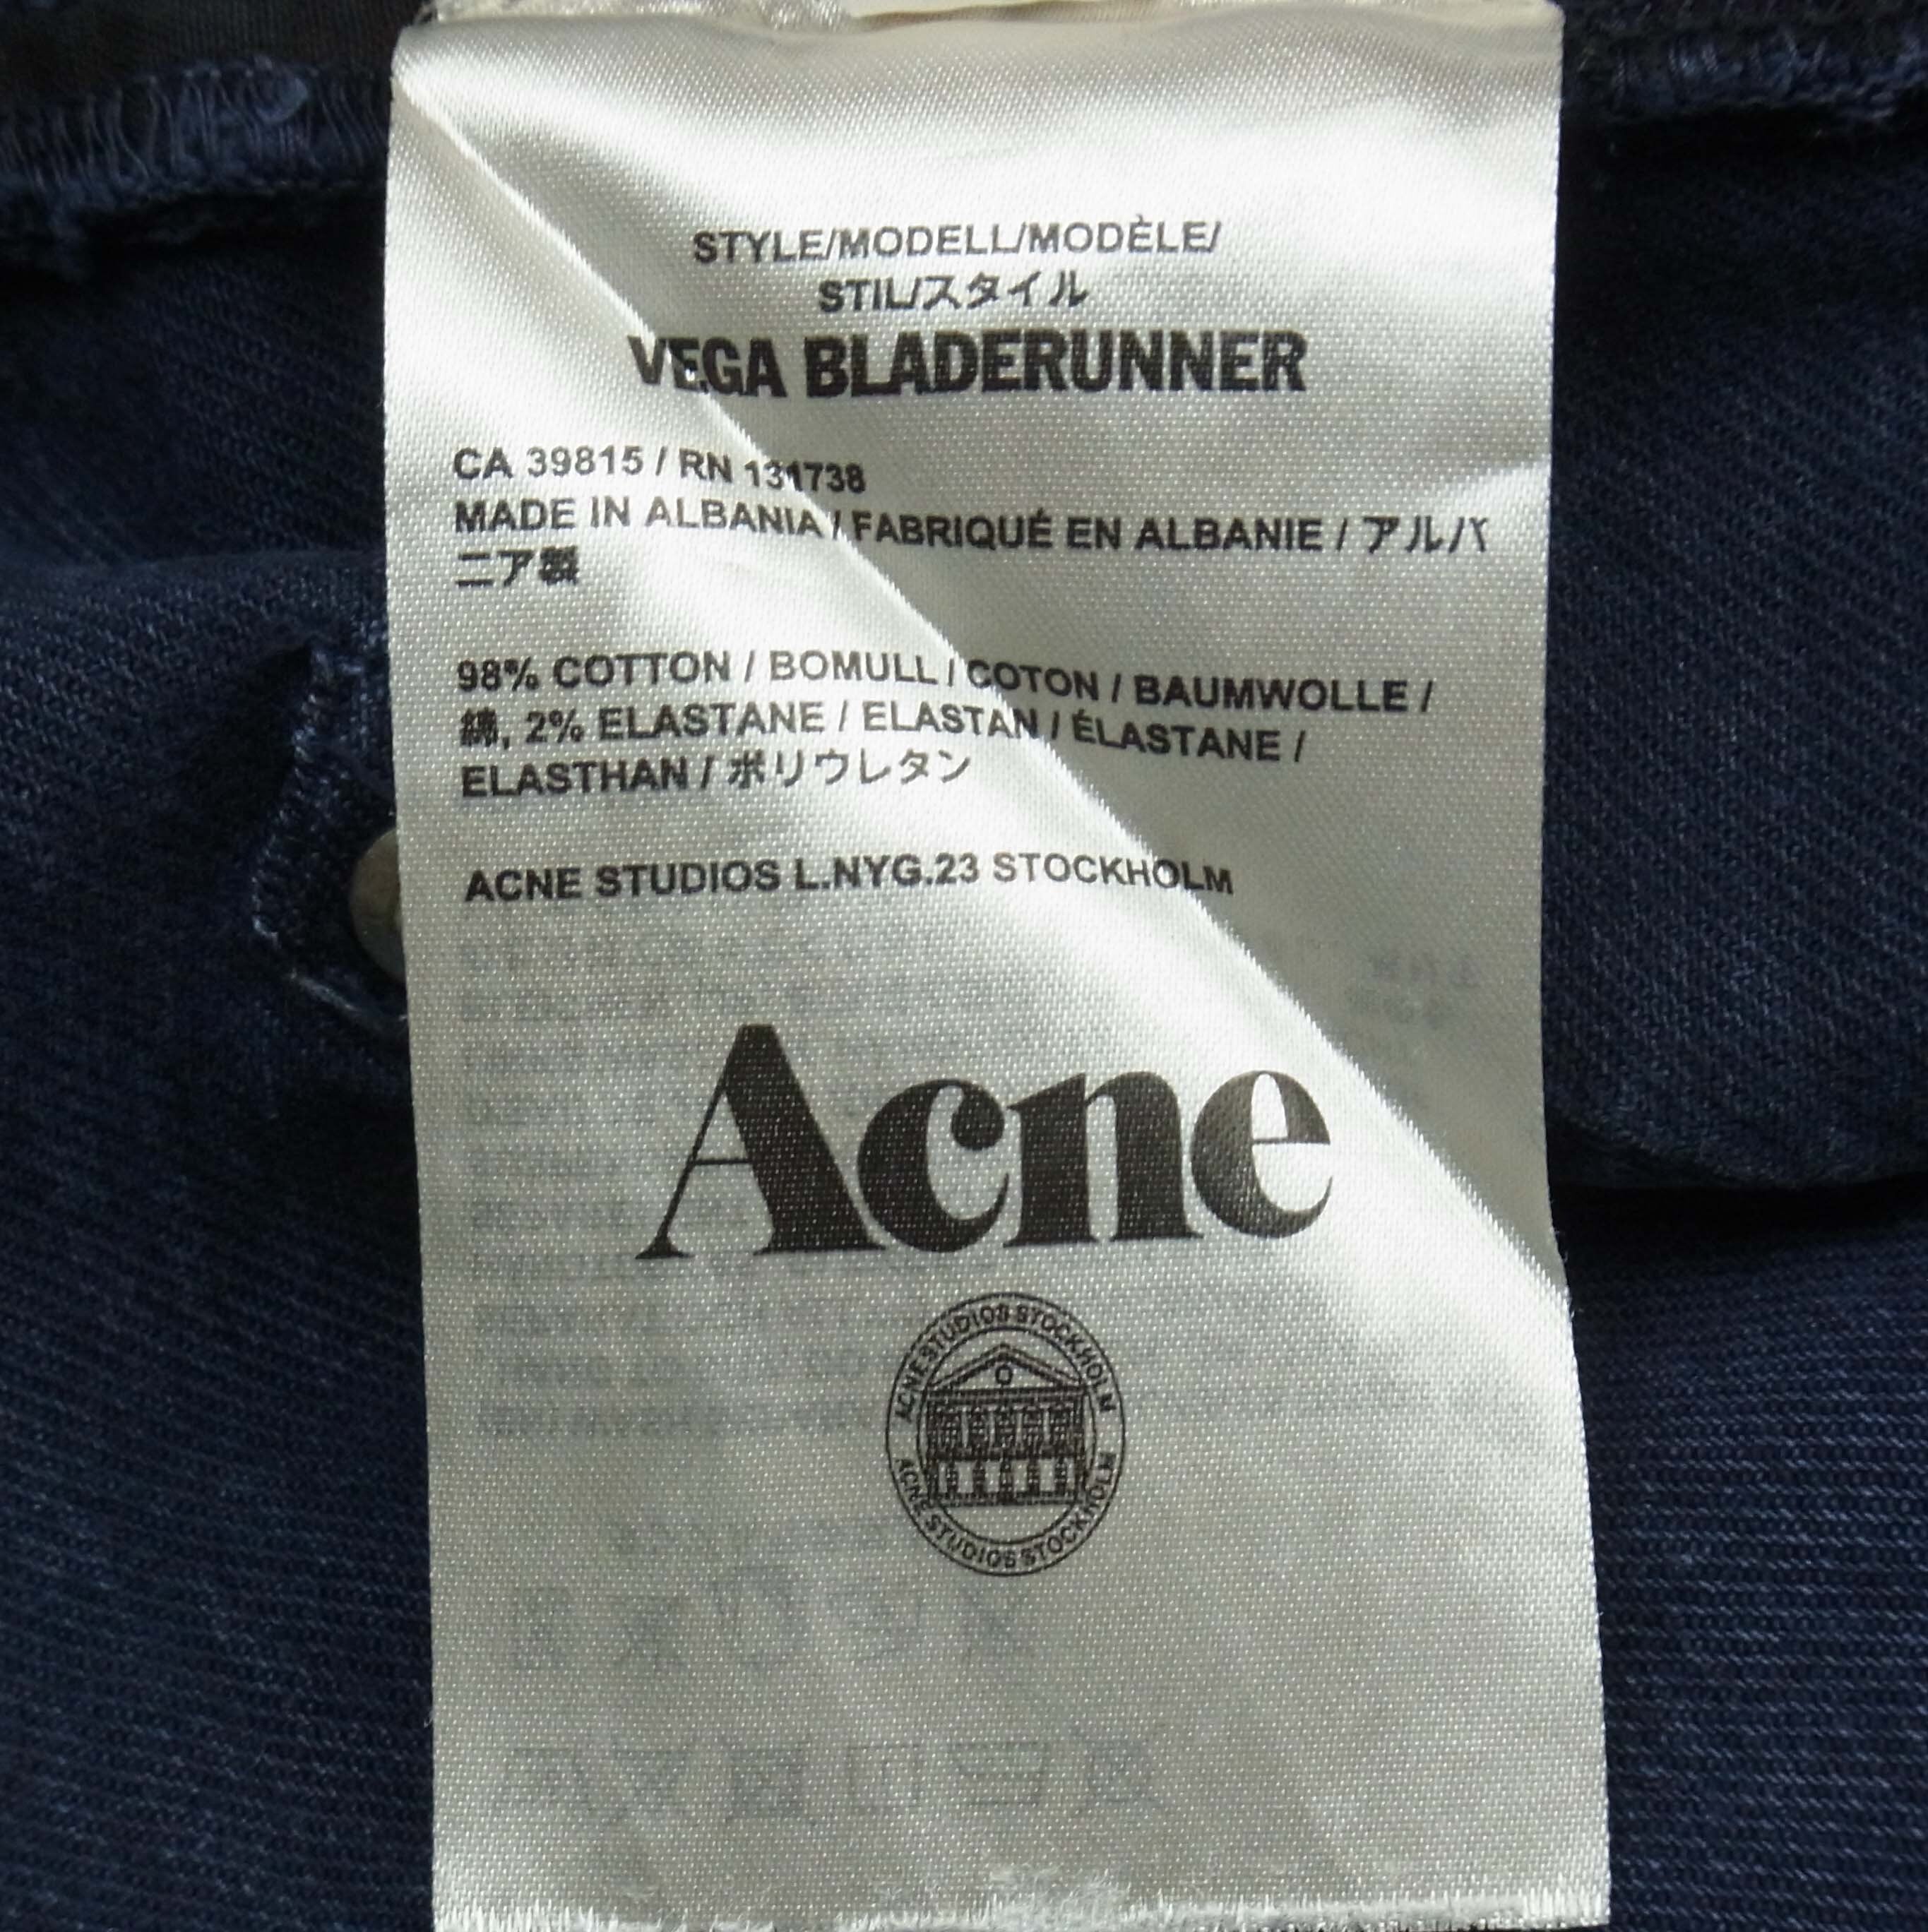 STYLE/MODELL/MODÈLE/
STIL/スタイル
VEGA BLADERUNNER
CA 39815 / RN 131738
MADE IN ALBANIA / FABRIQUÉ EN ALBANIE / アルバ
ニア製
98% COTTON / BOMULL / COTON / BAUMWOLLE /
綿, 2% ELASTANE / ELASTAN / ÉLASTANE /
ELASTHAN / ポリウレタン
ACNE STUDIOS L.NYG.23 STOCKHOLM
Acne
ACNE STUDIOS STOCKHOLM
ACNE STUDIOS STOCKHOLM